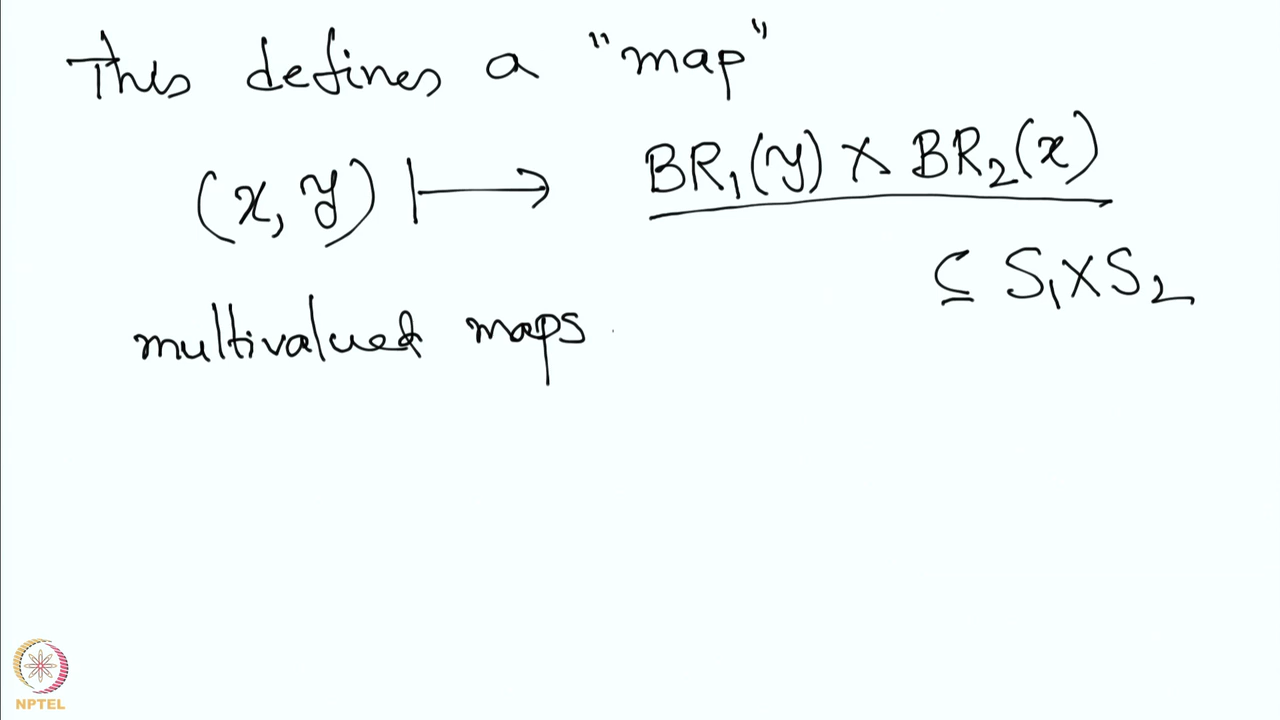 This defines a "map"
(x, y) ⟼ BR₁(y) × BR₂(x)
⊆ S₁×S₂
multivalued maps
NPTEL